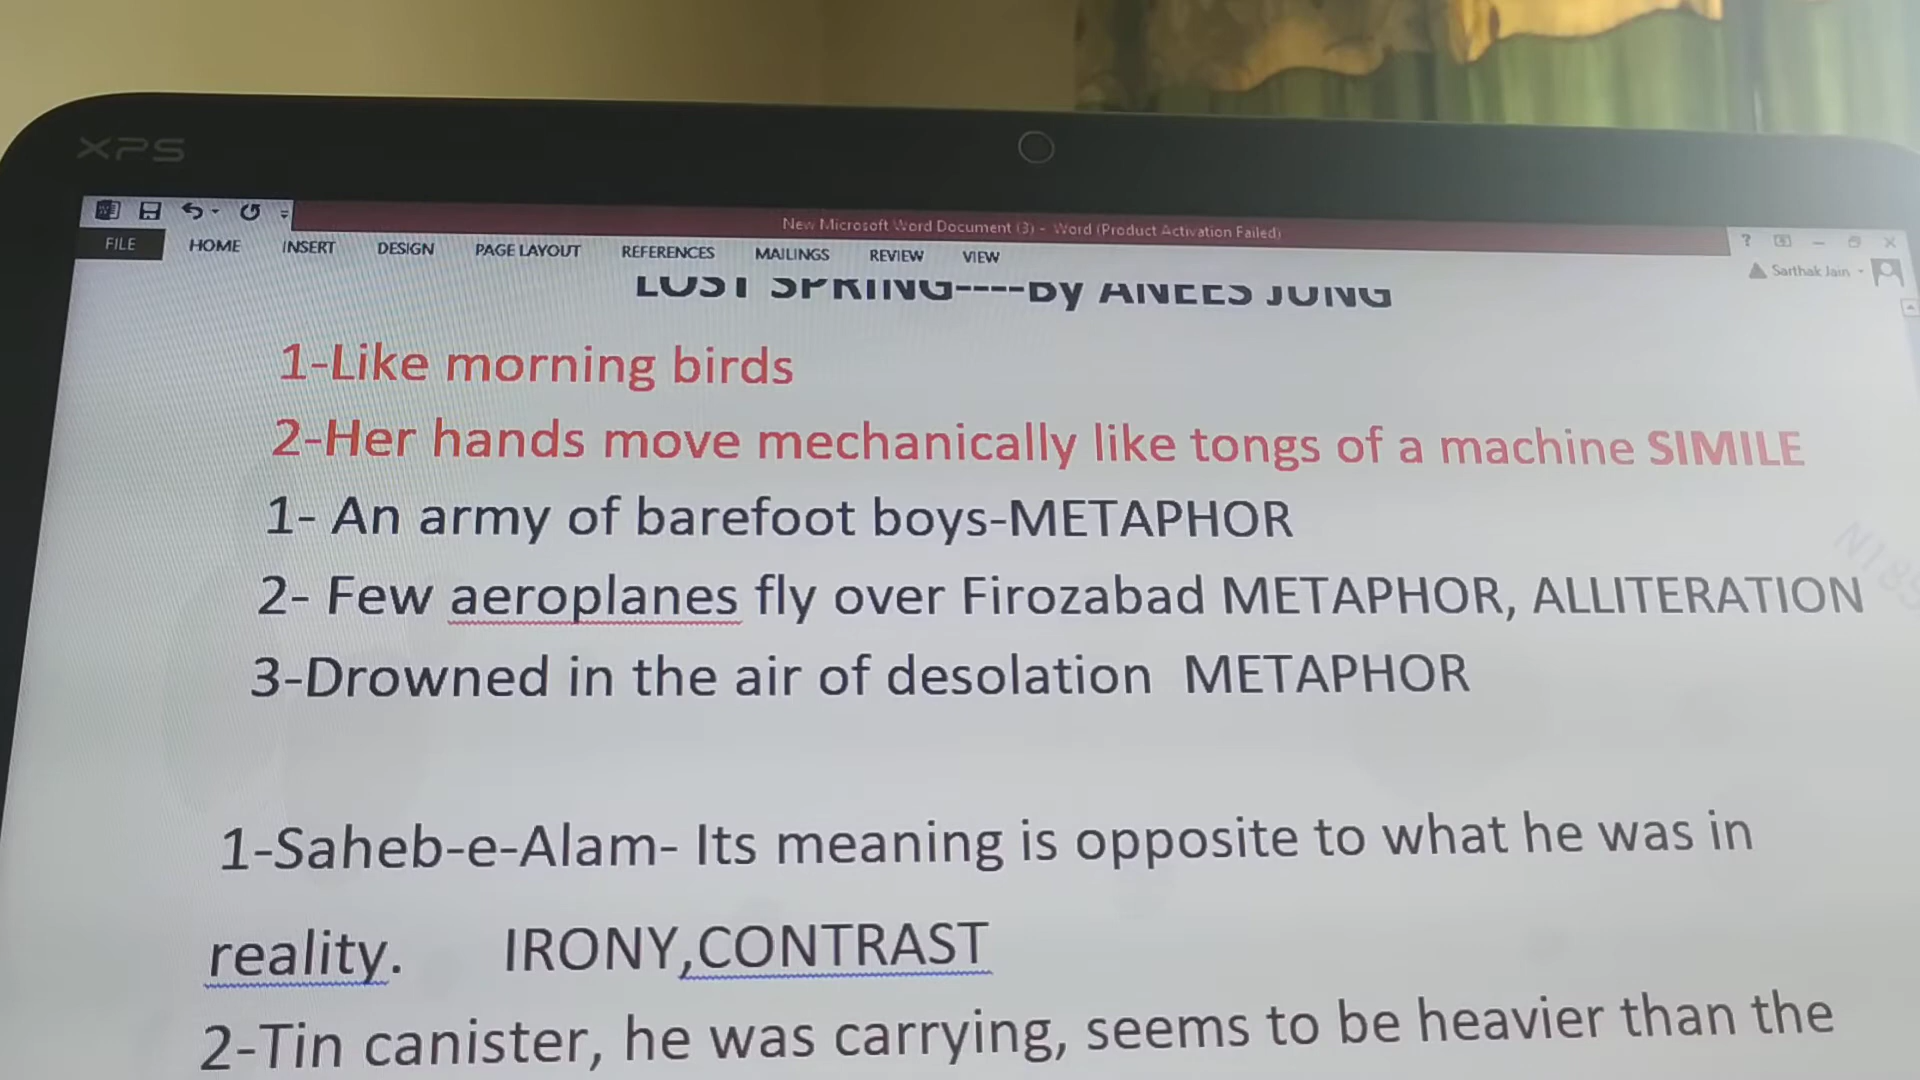 XPS
New Microsoft Word Document (3) - Word (Product Activation Failed)
FILE HOME INSERT DESIGN PAGE LAYOUT REFERENCES MAILINGS REVIEW VIEW
Sarthak Jain
LOST SPRING----By ANEES JUNG
1-Like morning birds
2-Her hands move mechanically like tongs of a machine SIMILE
1- An army of barefoot boys-METAPHOR
2- Few aeroplanes fly over Firozabad METAPHOR, ALLITERATION
3-Drowned in the air of desolation METAPHOR
1-Saheb-e-Alam- Its meaning is opposite to what he was in
reality. IRONY,CONTRAST
2-Tin canister, he was carrying, seems to be heavier than the